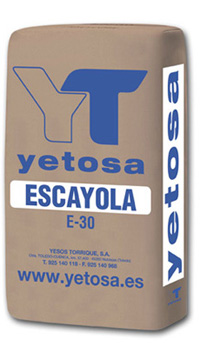 YT
yetosa
ESCAYOLA
E-30
YESOS TORRIQUE, S.A.
www.yetosa.es
yetosa